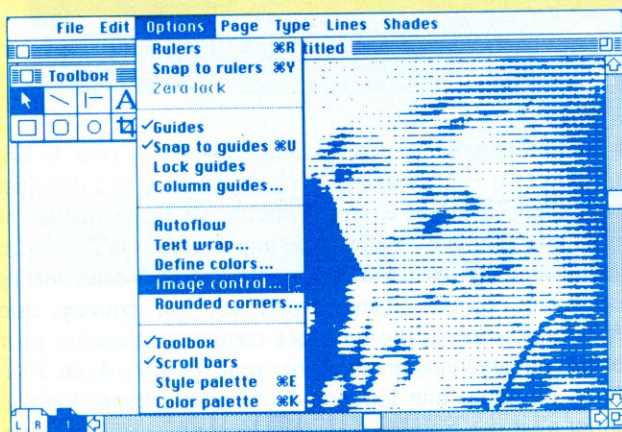 File Edit Options Page Type Lines Shades
titled
Toolbox
A
Rulers ⌘R
Snap to rulers ⌘Y
Zero lock
✓Guides
✓Snap to guides ⌘U
Lock guides
Column guides...
Autoflow
Text wrap...
Define colors...
Image control...
Rounded corners...
✓Toolbox
✓Scroll bars
Style palette ⌘E
Color palette ⌘K
L R 1